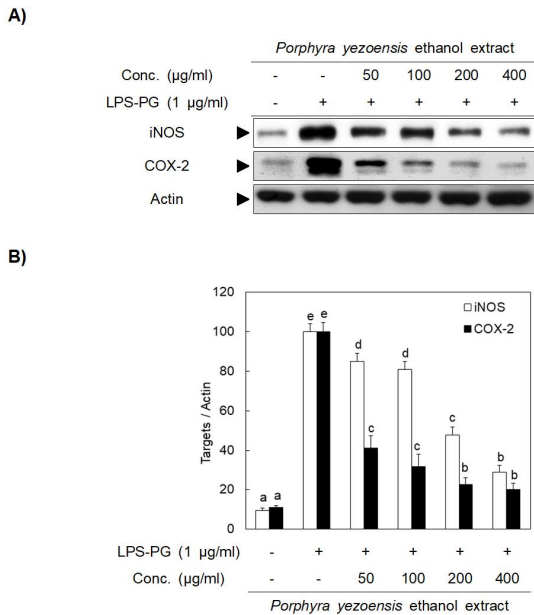 A)
Porphyra yezoensis ethanol extract
Conc. (µg/ml) - - 50 100 200 400
LPS-PG (1 µg/ml) - + + + + +
iNOS
COX-2
Actin
B)
iNOS
COX-2
120
100
80
60
40
20
0
Targets / Actin
a a e e d c d c c b b b
LPS-PG (1 µg/ml) - + + + + +
Conc. (µg/ml) - - 50 100 200 400
Porphyra yezoensis ethanol extract